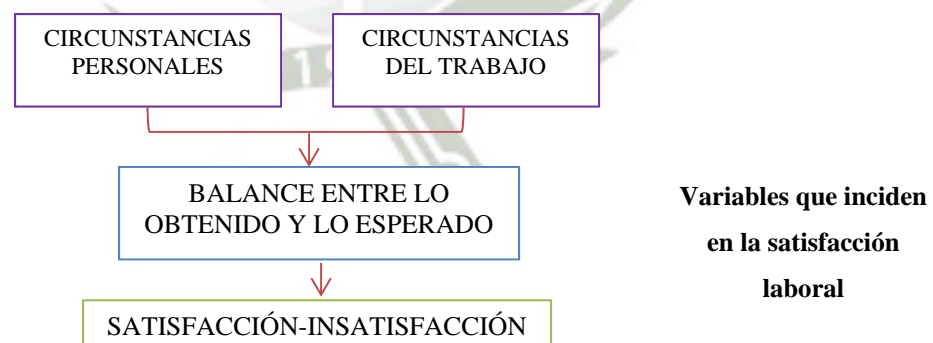 CIRCUNSTANCIAS
PERSONALES
CIRCUNSTANCIAS
DEL TRABAJO
BALANCE ENTRE LO
OBTENIDO Y LO ESPERADO
Variables que inciden
en la satisfacción
laboral
SATISFACCIÓN-INSATISFACCIÓN